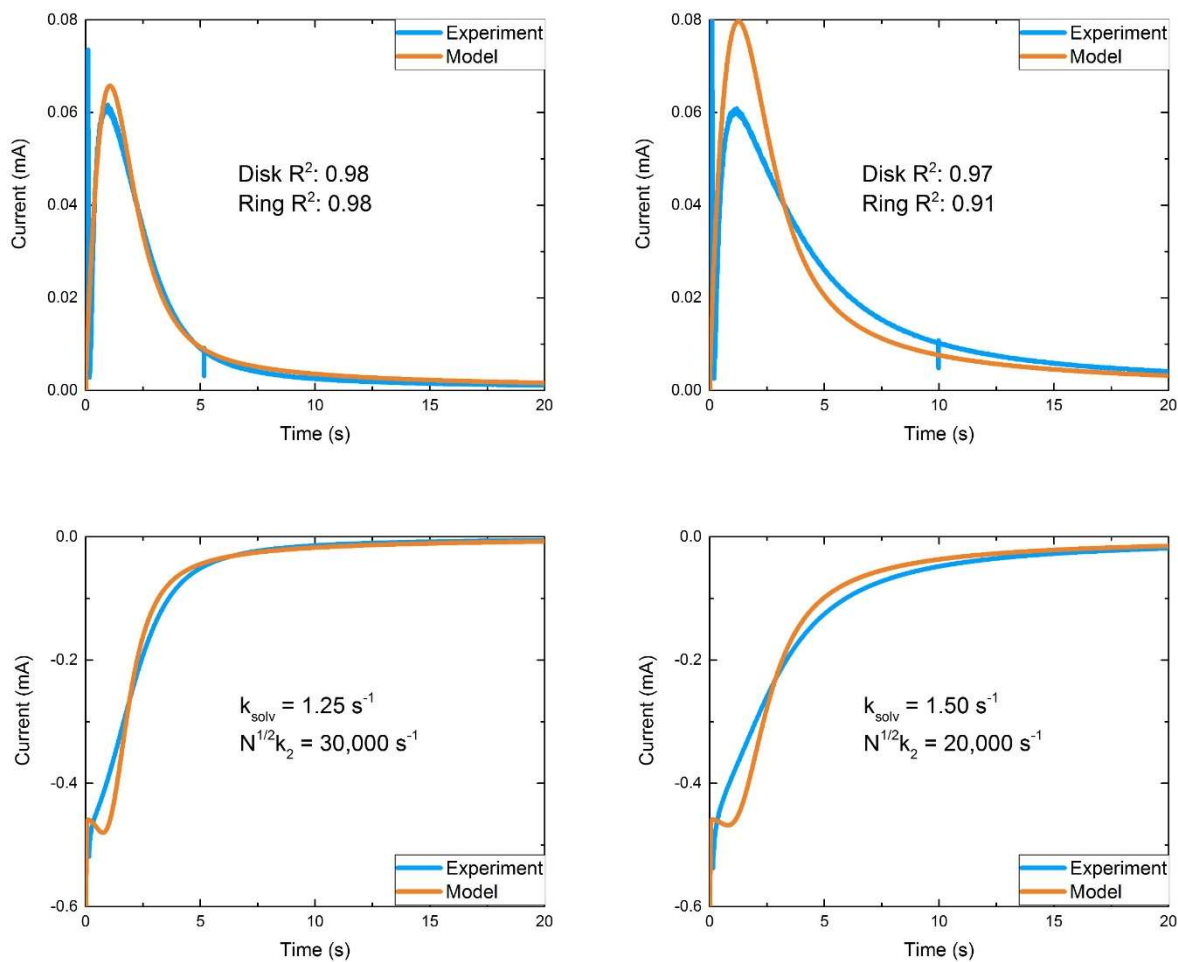 0.08
0.06
0.04
0.02
0.00
Current (mA)
Experiment
Model
Disk R²: 0.98
Ring R²: 0.98
0 5 10 15 20
Time (s)
0.08
0.06
0.04
0.02
0.00
Current (mA)
Experiment
Model
Disk R²: 0.97
Ring R²: 0.91
0 5 10 15 20
Time (s)
0.0
-0.2
-0.4
-0.6
Current (mA)
k_solv = 1.25 s⁻¹
N^1/2k₂ = 30,000 s⁻¹
Experiment
Model
0 5 10 15 20
Time (s)
0.0
-0.2
-0.4
-0.6
Current (mA)
k_solv = 1.50 s⁻¹
N^1/2k₂ = 20,000 s⁻¹
Experiment
Model
0 5 10 15 20
Time (s)